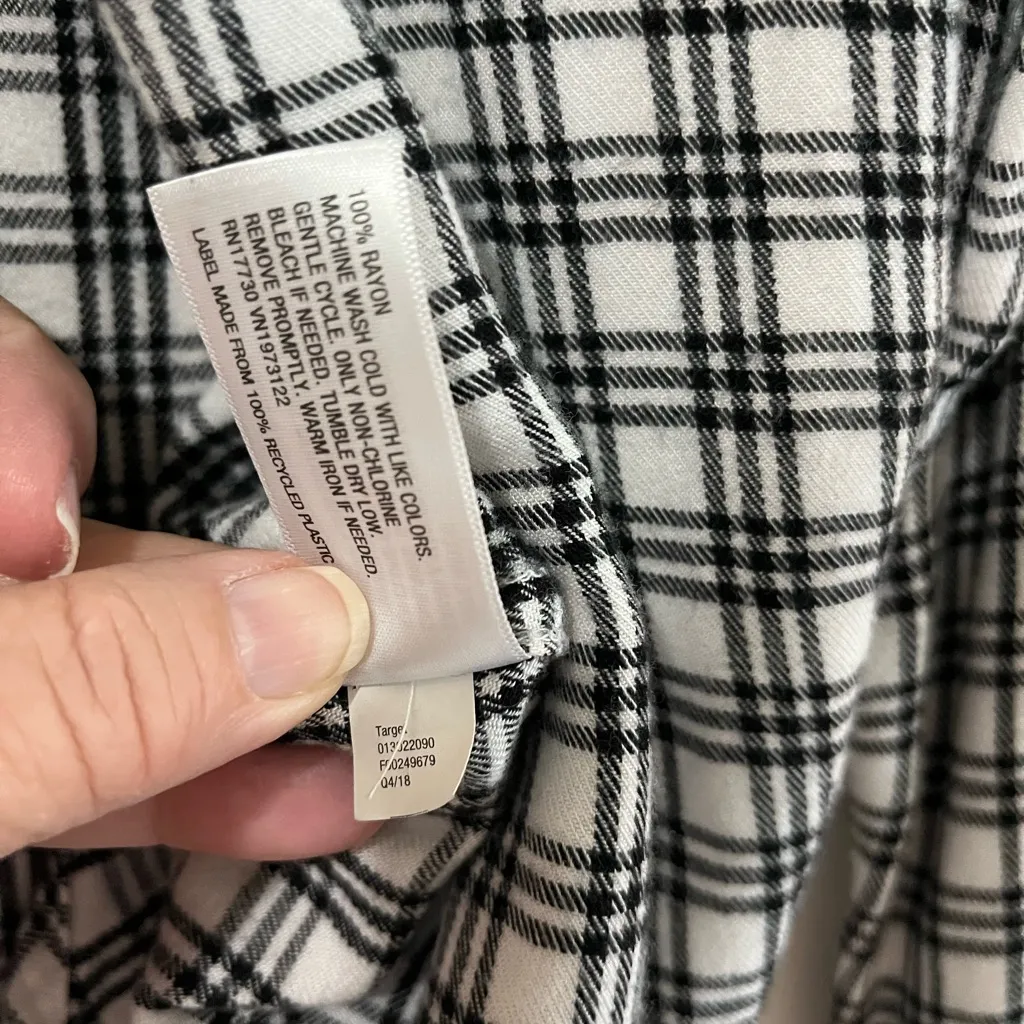 100% RAYON
MACHINE WASH COLD WITH LIKE COLORS.
GENTLE CYCLE. ONLY NON-CHLORINE
BLEACH IF NEEDED. TUMBLE DRY LOW.
REMOVE PROMPTLY. WARM IRON IF NEEDED.
RN17730 VN1973122
LABEL MADE FROM 100% RECYCLED PLASTIC
Target
013022090
F00249679
Q4/18